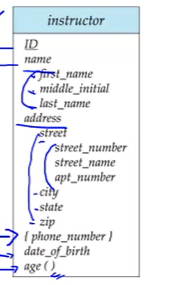 instructor
ID
name
first_name
middle_initial
last_name
address
street
street_number
street_name
apt_number
city
state
zip
{ phone_number }
date_of_birth
age ( )